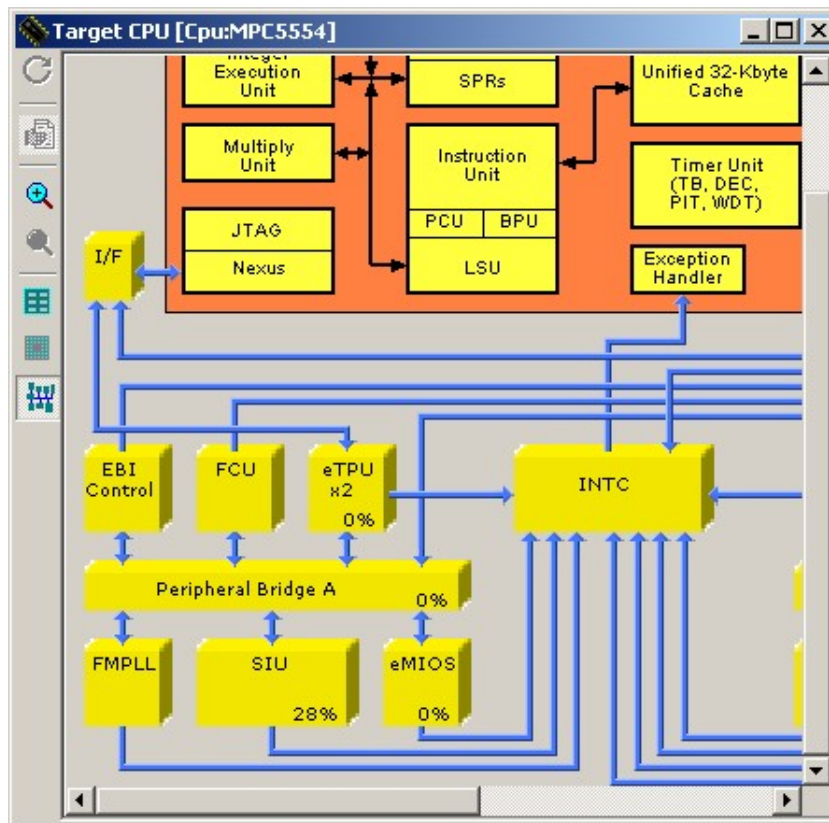 Target CPU [Cpu:MPC5554]
Integer
Execution
Unit
SPRs
Unified 32-Kbyte
Cache
Multiply
Unit
Instruction
Unit
Timer Unit
(TB, DEC,
PIT, WDT)
PCU
BPU
JTAG
I/F
Nexus
LSU
Exception
Handler
EBI
Control
FCU
eTPU
x2
0%
INTC
Peripheral Bridge A
0%
FMPLL
SIU
28%
eMIOS
0%